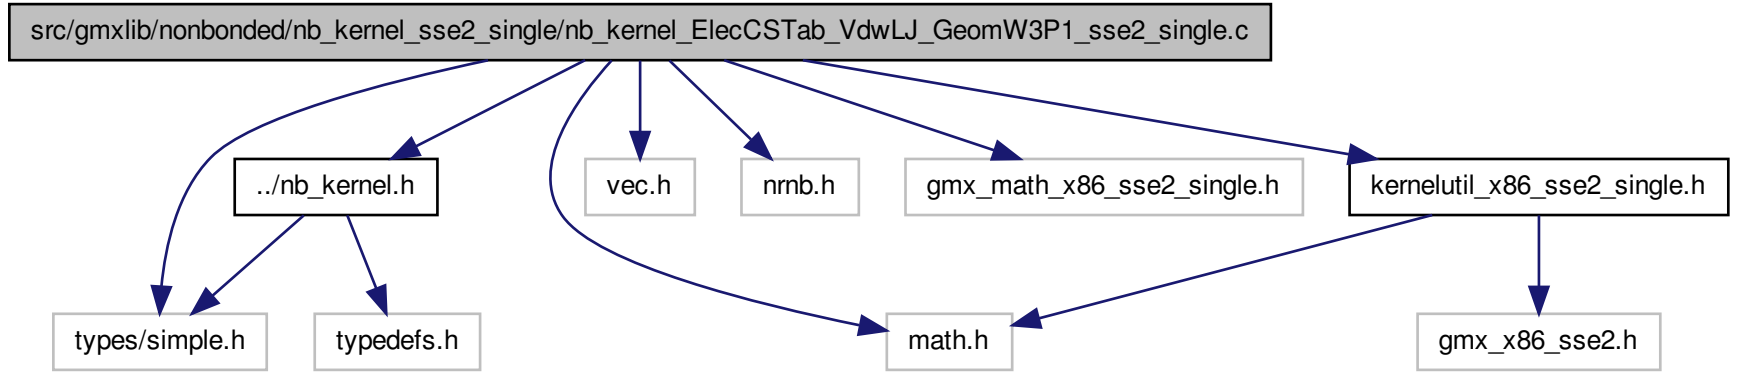 src/gmxlib/nonbonded/nb_kernel_sse2_single/nb_kernel_ElecCSTab_VdwLJ_GeomW3P1_sse2_single.c
../nb_kernel.h
vec.h
nrnb.h
gmx_math_x86_sse2_single.h
kernelutil_x86_sse2_single.h
types/simple.h
typedefs.h
math.h
gmx_x86_sse2.h